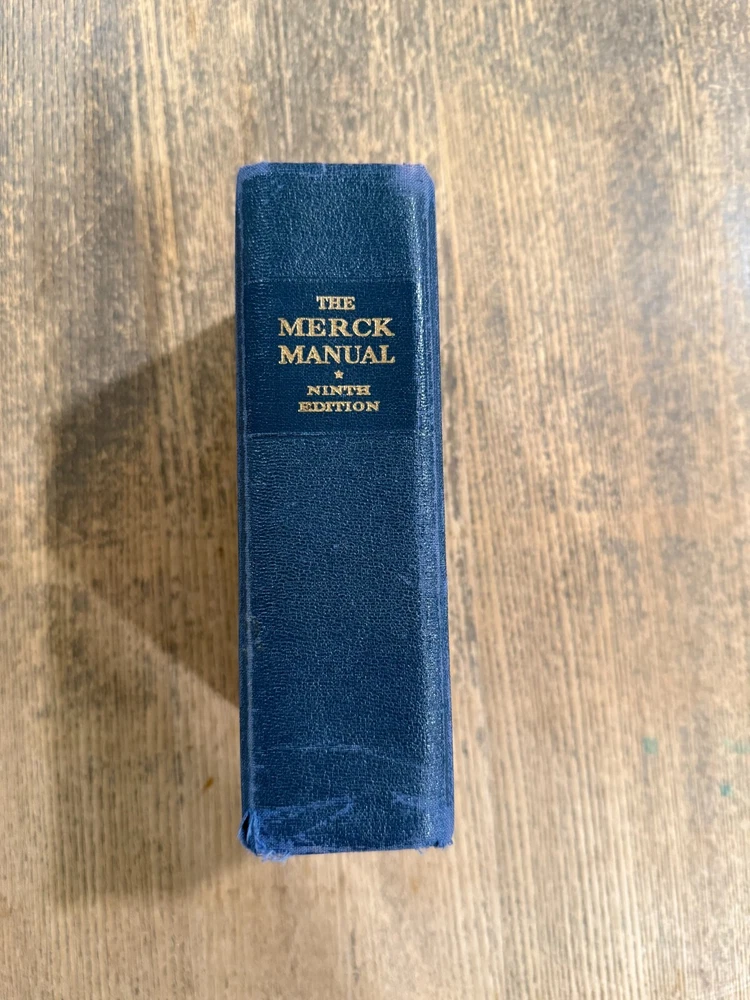 THE
MERCK
MANUAL
★
NINTH
EDITION